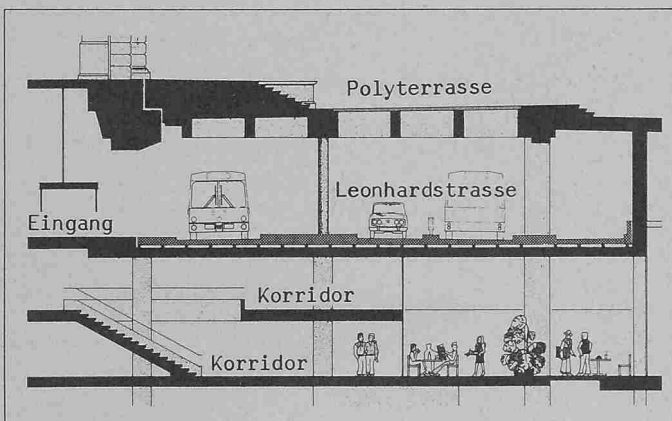 Polyterrasse
Leonhardstrasse
Eingang
Korridor
Korridor